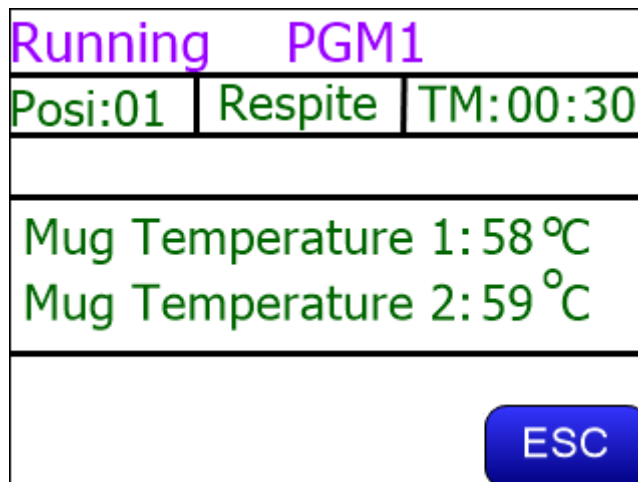 Running PGM1
Posi:01 Respite TM:00:30
Mug Temperature 1:58℃
Mug Temperature 2:59℃
ESC